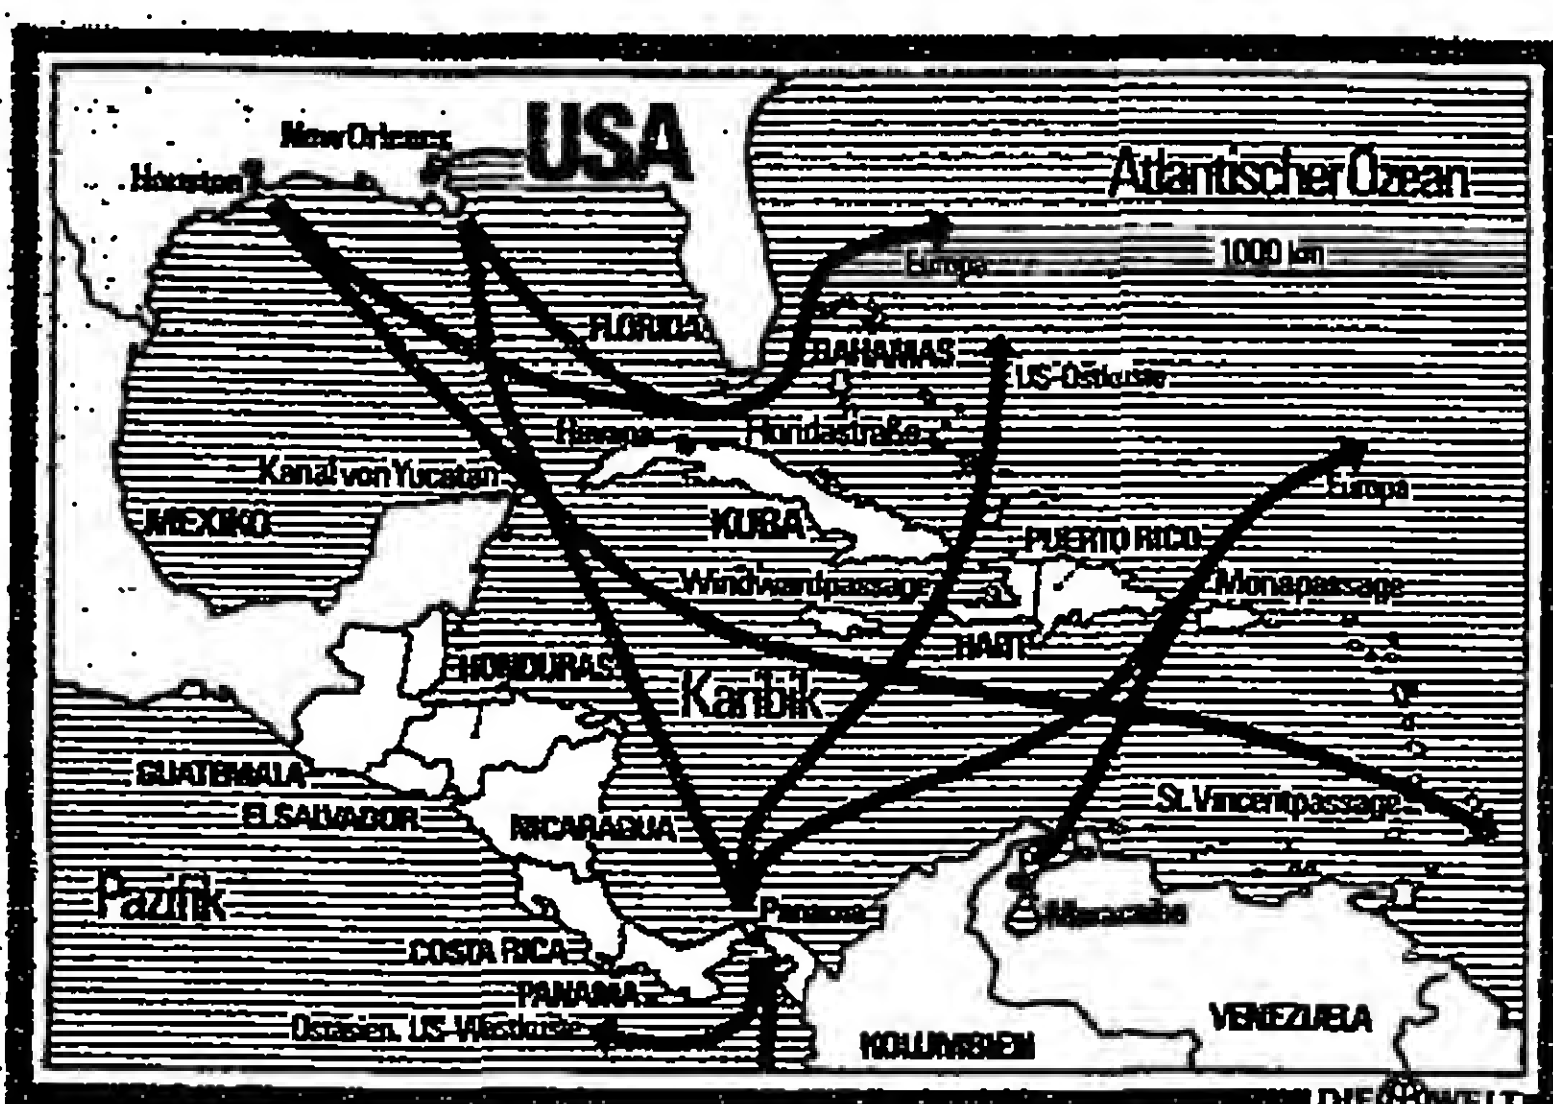 USA
New Orleans
Houston
Atlantischer Ozean
1000 km
Europa
FLORIDA
BAHAMAS
US-Ostküste
Havanna
Floridastraße
Kanal von Yucatan
Europa
MEXIKO
KUBA
PUERTO RICO
Windwardpassage
Monapassage
HAITI
HONDURAS
Karibik
GUATEMALA
St. Vincentpassage
EL SALVADOR
NICARAGUA
Pazifik
Panama
Maracaibo
COSTA RICA
PANAMA
Ostasien, US-Westküste
VENEZUELA
KOLUMBIEN
DIE WELT